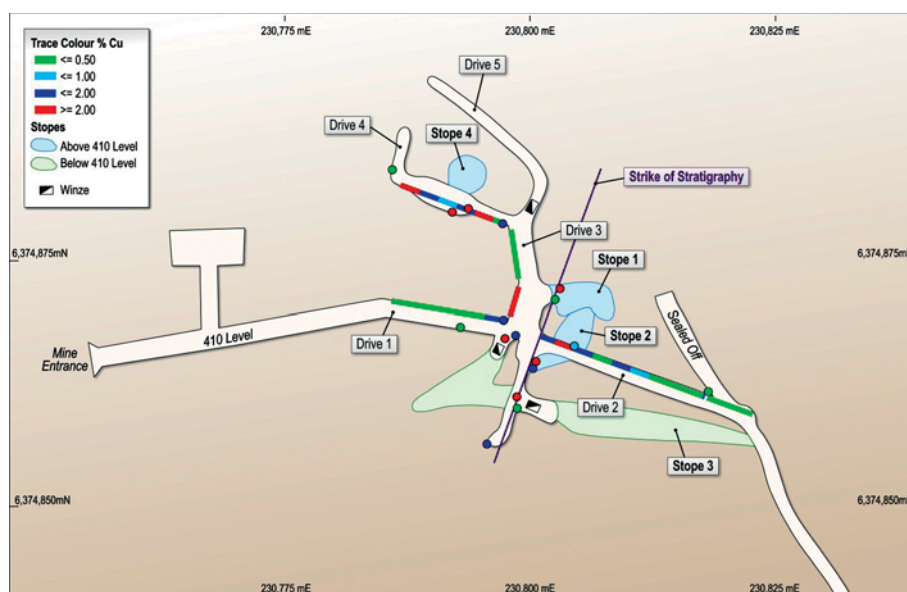 230,775 mE
230,800 mE
230,825 mE
Trace Colour % Cu
<= 0.50
<= 1.00
<= 2.00
>= 2.00
Stopes
Above 410 Level
Below 410 Level
Winze
Drive 5
Drive 4
Stope 4
Strike of Stratigraphy
Drive 3
6,374,875mN
6,374,875mN
Stope 1
Stope 2
Sealed Off
410 Level
Drive 1
Mine
Entrance
Drive 2
Stope 3
6,374,850mN
6,374,850mN
230,775 mE
230,800 mE
230,825 mE